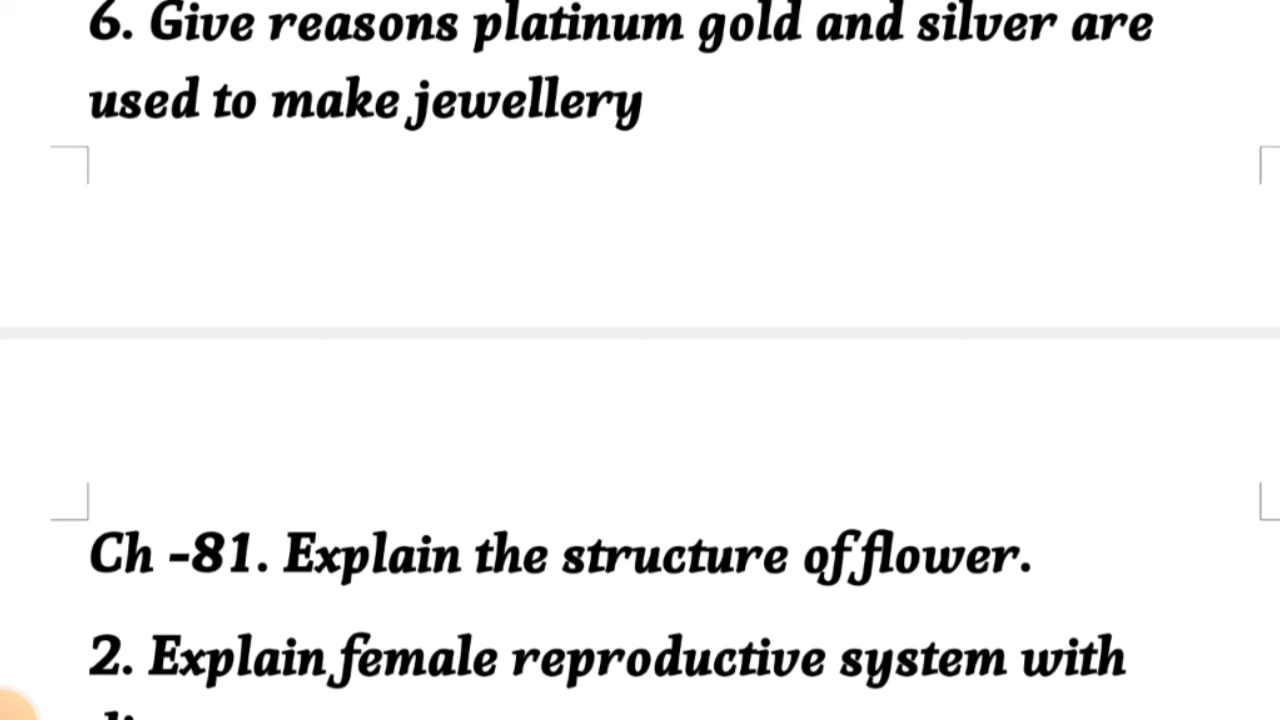 6. Give reasons platinum gold and silver are
used to make jewellery
Ch -81. Explain the structure of flower.
2. Explain female reproductive system with